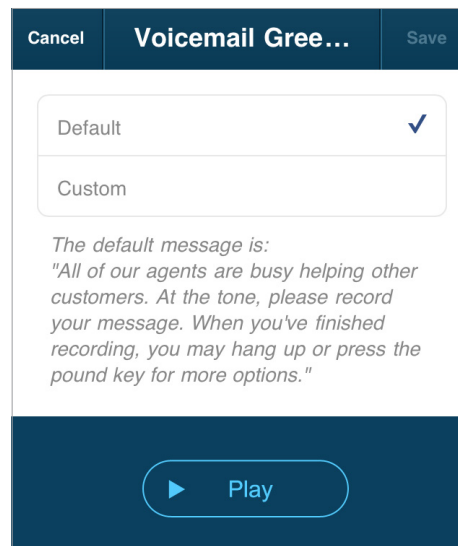 Cancel Voicemail Gree... Save
Default
Custom
The default message is:
"All of our agents are busy helping other
customers. At the tone, please record
your message. When you've finished
recording, you may hang up or press the
pound key for more options."
Play